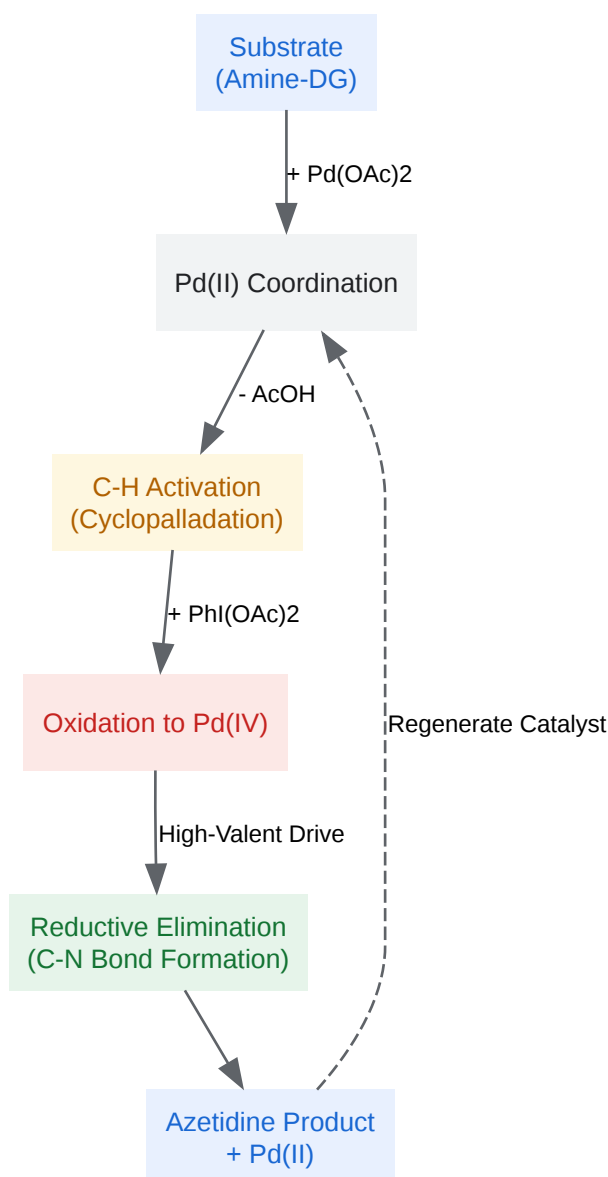 Substrate
(Amine-DG)
+ Pd(OAc)2
Pd(II) Coordination
- AcOH
C-H Activation
(Cyclopalladation)
+ PhI(OAc)2
Oxidation to Pd(IV)
Regenerate Catalyst
High-Valent Drive
Reductive Elimination
(C-N Bond Formation)
Azetidine Product
+ Pd(II)